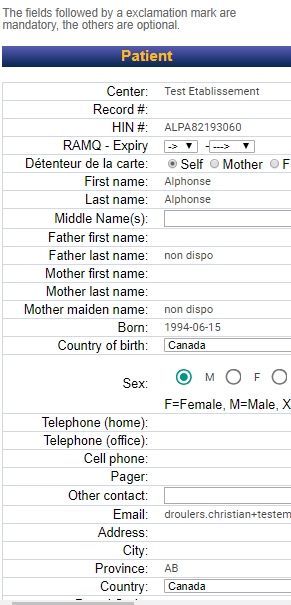 The fields followed by a exclamation mark are
mandatory, the others are optional.
Patient
Center: Test Etablissement
Record #:
HIN #: ALPA82193060
RAMQ - Expiry -> - --->
Détenteur de la carte: Self Mother F
First name: Alphonse
Last name: Alphonse
Middle Name(s):
Father first name:
Father last name: non dispo
Mother first name:
Mother last name:
Mother maiden name: non dispo
Born: 1994-06-15
Country of birth: Canada
Sex: M F
F=Female, M=Male, X
Telephone (home):
Telephone (office):
Cell phone:
Pager:
Other contact:
Email: droulers.christian+testem
Address:
City:
Province: AB
Country: Canada